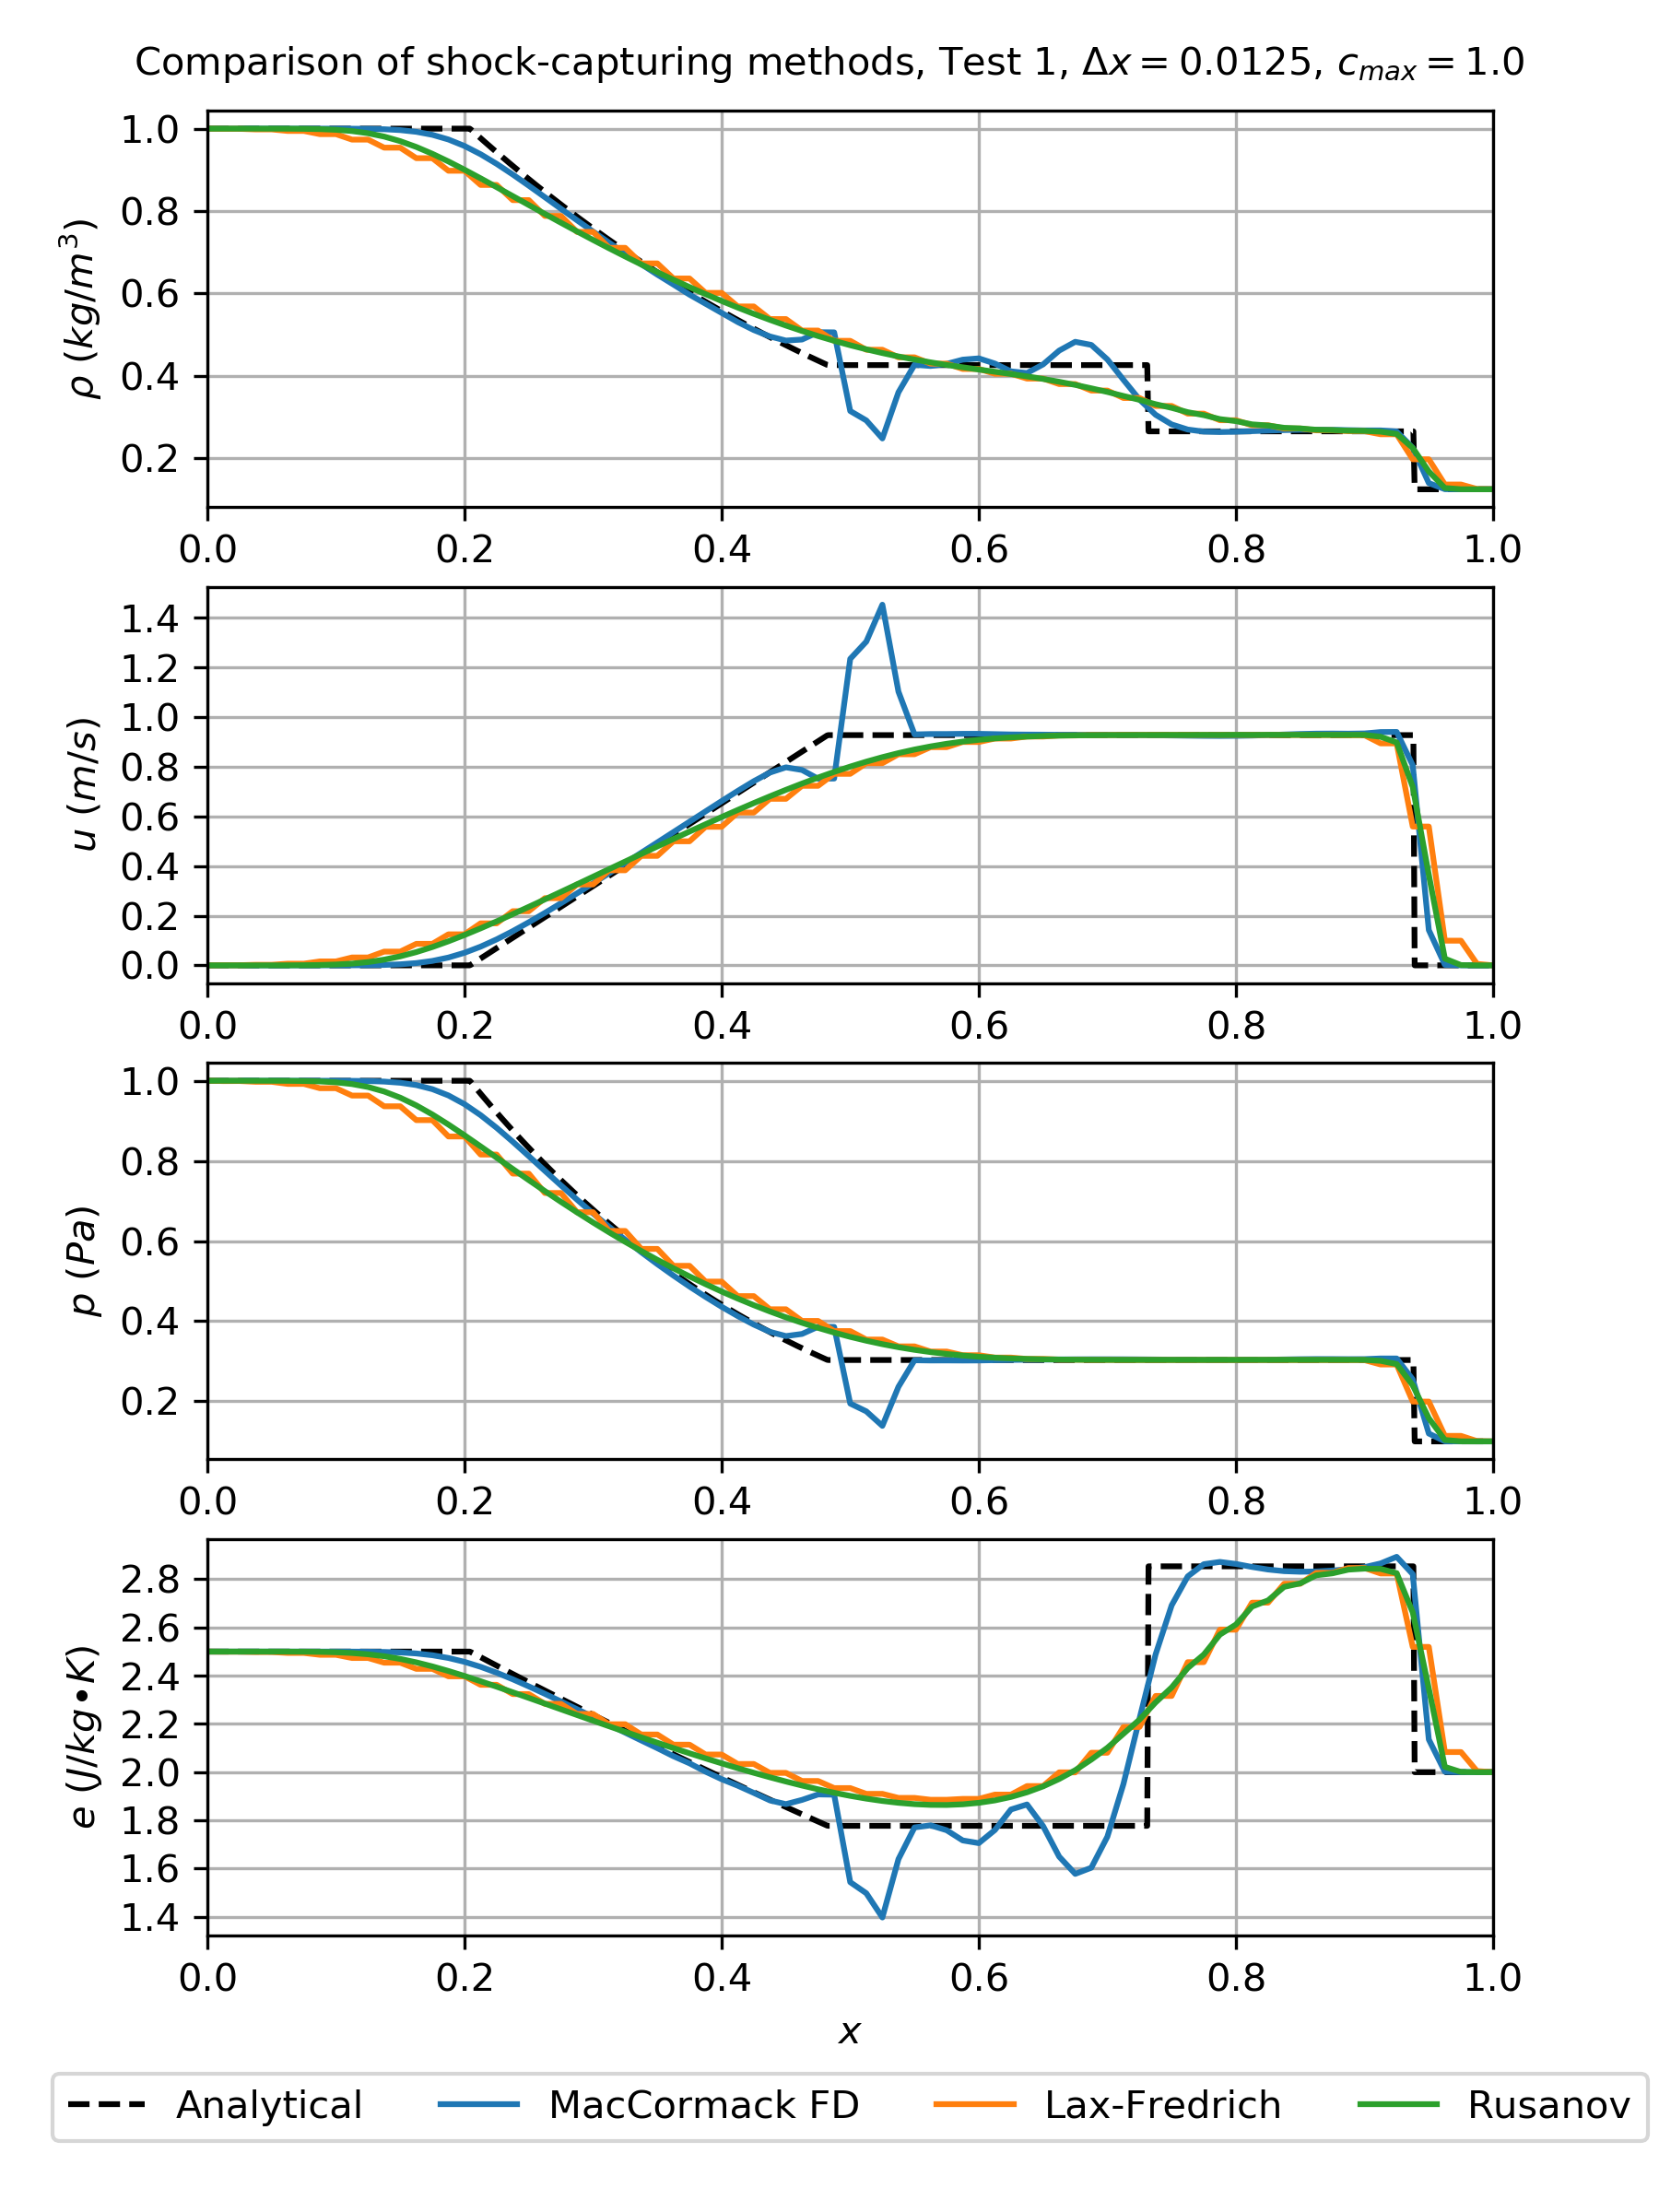 Comparison of shock-capturing methods, Test 1, Δx = 0.0125, c_max = 1.0
1.0
0.8
0.6
0.4
0.2
ρ (kg/m³)
0.0 0.2 0.4 0.6 0.8 1.0
1.4
1.2
1.0
0.8
0.6
0.4
0.2
0.0
u (m/s)
0.0 0.2 0.4 0.6 0.8 1.0
1.0
0.8
0.6
0.4
0.2
p (Pa)
0.0 0.2 0.4 0.6 0.8 1.0
2.8
2.6
2.4
2.2
2.0
1.8
1.6
1.4
e (J/kg•K)
0.0 0.2 0.4 0.6 0.8 1.0
x
Analytical MacCormack FD Lax-Fredrich Rusanov